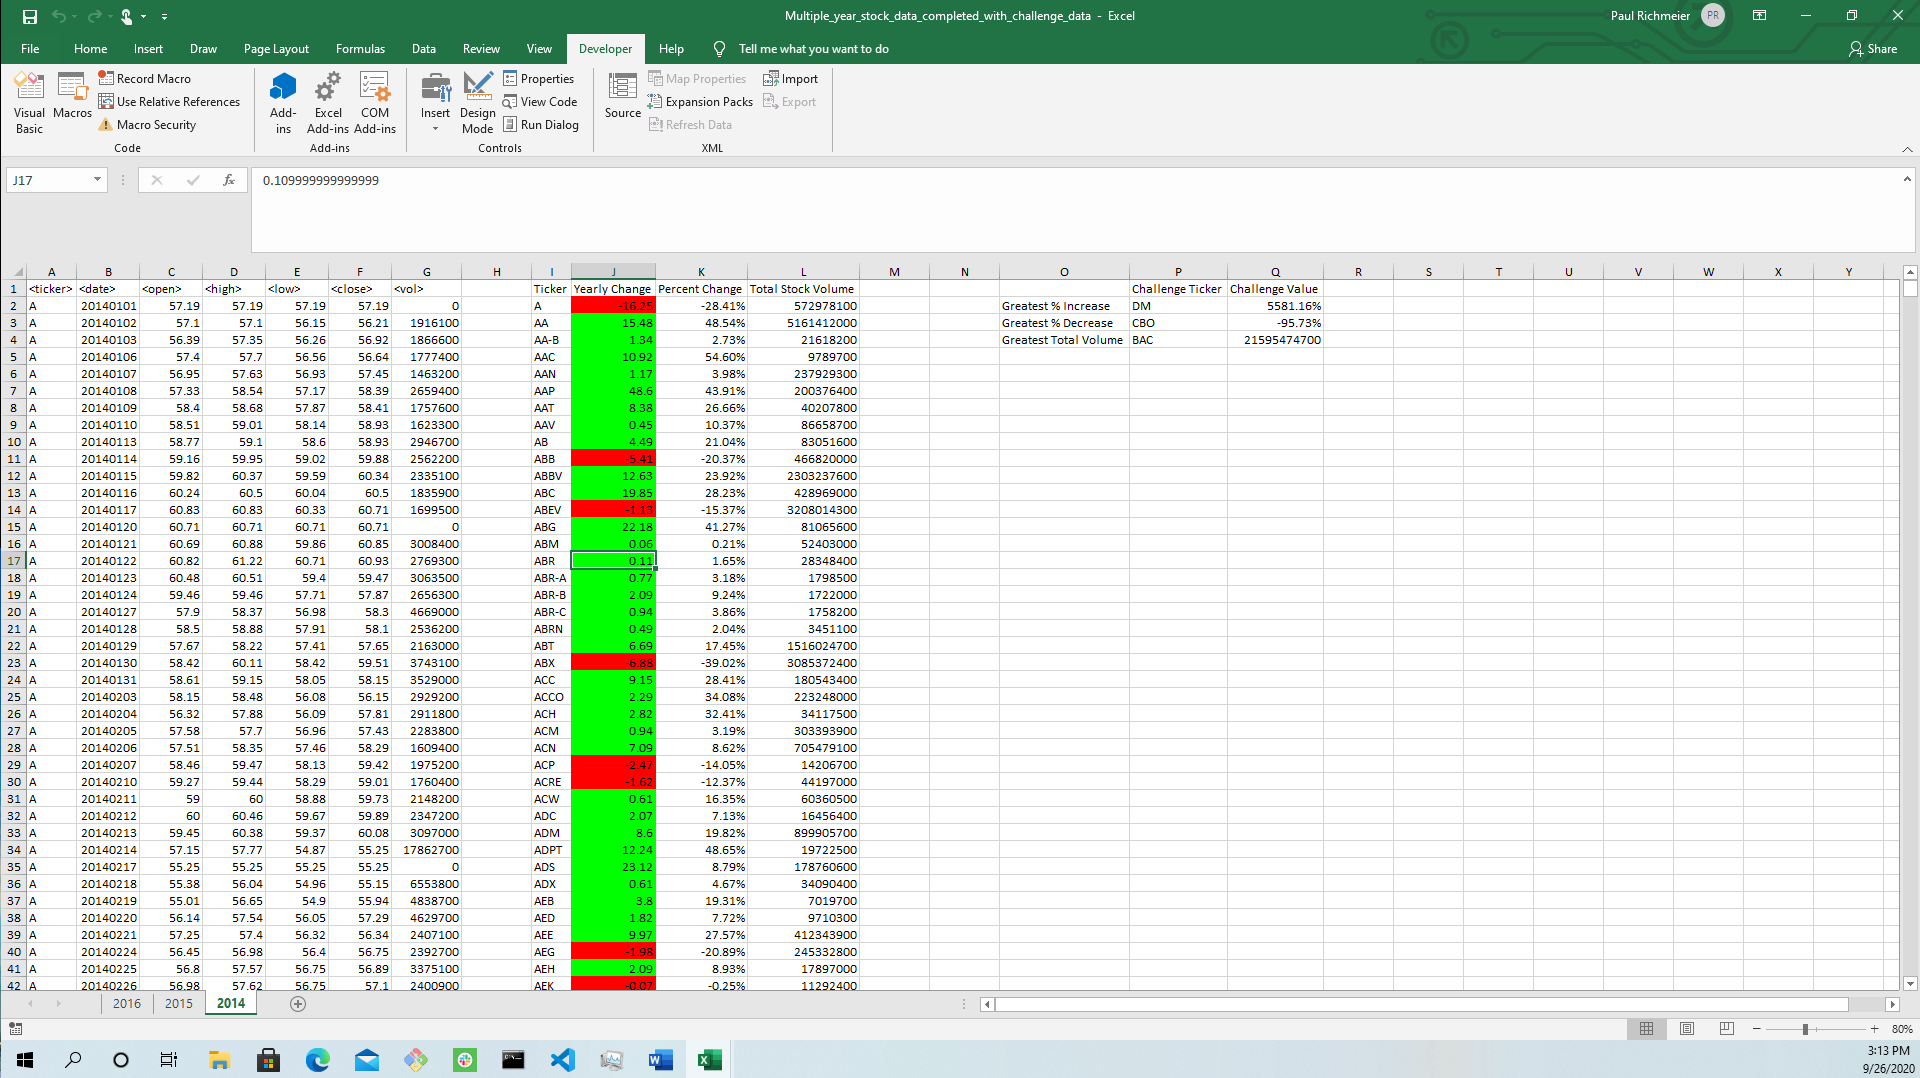 Multiple_year_stock_data_completed_with_challenge_data - Excel
Paul Richmeier PR
File Home Insert Draw Page Layout Formulas Data Review View Developer Help Tell me what you want to do Share
Visual Basic
Macros
Record Macro
Use Relative References
Macro Security
Code
Add-ins
Excel Add-ins
COM Add-ins
Add-ins
Insert
Design Mode
Properties
View Code
Run Dialog
Controls
Source
Map Properties
Expansion Packs
Refresh Data
Import
Export
XML
J17 fx 0.109999999999999
A B C D E F G H I J K L M N O P Q R S T U V W X Y
1 <ticker> <date> <open> <high> <low> <close> <vol> Ticker Yearly Change Percent Change Total Stock Volume Challenge Ticker Challenge Value
2 A 20140101 57.19 57.19 57.19 57.19 0 A -16.25 -28.41% 572978100 Greatest % Increase DM 5581.16%
3 A 20140102 57.1 57.1 56.15 56.21 1916100 AA 15.48 48.54% 5161412000 Greatest % Decrease CBO -95.73%
4 A 20140103 56.39 57.35 56.26 56.92 1866600 AA-B 1.34 2.73% 21618200 Greatest Total Volume BAC 21595474700
5 A 20140106 57.4 57.7 56.56 56.64 1777400 AAC 10.92 54.60% 9789700
6 A 20140107 56.95 57.63 56.93 57.45 1463200 AAN 1.17 3.98% 237929300
7 A 20140108 57.33 58.54 57.17 58.39 2659400 AAP 48.6 43.91% 200376400
8 A 20140109 58.4 58.68 57.87 58.41 1757600 AAT 8.38 26.66% 40207800
9 A 20140110 58.51 59.01 58.14 58.93 1623300 AAV 0.45 10.37% 86658700
10 A 20140113 58.77 59.1 58.6 58.93 2946700 AB 4.49 21.04% 83051600
11 A 20140114 59.16 59.95 59.02 59.88 2562200 ABB -5.41 -20.37% 466820000
12 A 20140115 59.82 60.37 59.59 60.34 2335100 ABBV 12.63 23.92% 2303237600
13 A 20140116 60.24 60.5 60.04 60.5 1835900 ABC 19.85 28.23% 428969000
14 A 20140117 60.83 60.83 60.33 60.71 1699500 ABEV -1.13 -15.37% 3208014300
15 A 20140120 60.71 60.71 60.71 60.71 0 ABG 22.18 41.27% 81065600
16 A 20140121 60.69 60.88 59.86 60.85 3008400 ABM 0.06 0.21% 52403000
17 A 20140122 60.82 61.22 60.71 60.93 2769300 ABR 0.11 1.65% 28348400
18 A 20140123 60.48 60.51 59.4 59.47 3063500 ABR-A 0.77 3.18% 1798500
19 A 20140124 59.46 59.46 57.71 57.87 2656300 ABR-B 2.09 9.24% 1722000
20 A 20140127 57.9 58.37 56.98 58.3 4669000 ABR-C 0.94 3.86% 1758200
21 A 20140128 58.5 58.88 57.91 58.1 2536200 ABRN 0.49 2.04% 3451100
22 A 20140129 57.67 58.22 57.41 57.65 2163000 ABT 6.69 17.45% 1516024700
23 A 20140130 58.42 60.11 58.42 59.51 3743100 ABX -6.88 -39.02% 3085372400
24 A 20140131 58.61 59.15 58.05 58.15 3529000 ACC 9.15 28.41% 180543400
25 A 20140203 58.15 58.48 56.08 56.15 2929200 ACCO 2.29 34.08% 223248000
26 A 20140204 56.32 57.88 56.09 57.81 2911800 ACH 2.82 32.41% 34117500
27 A 20140205 57.58 57.7 56.96 57.43 2283800 ACM 0.94 3.19% 303393900
28 A 20140206 57.51 58.35 57.46 58.29 1609400 ACN 7.09 8.62% 705479100
29 A 20140207 58.46 59.47 58.13 59.42 1975200 ACP -2.47 -14.05% 14206700
30 A 20140210 59.27 59.44 58.29 59.01 1760400 ACRE -1.62 -12.37% 44197000
31 A 20140211 59 60 58.88 59.73 2148200 ACW 0.61 16.35% 60360500
32 A 20140212 60 60.46 59.67 59.89 2347200 ADC 2.07 7.13% 16456400
33 A 20140213 59.45 60.38 59.37 60.08 3097000 ADM 8.6 19.82% 899905700
34 A 20140214 57.15 57.77 54.87 55.25 17862700 ADPT 12.24 48.65% 19722500
35 A 20140217 55.25 55.25 55.25 55.25 0 ADS 23.12 8.79% 178760600
36 A 20140218 55.38 56.04 54.96 55.15 6553800 ADX 0.61 4.67% 34090400
37 A 20140219 55.01 56.65 54.9 55.94 4838700 AEB 3.8 19.31% 7019700
38 A 20140220 56.14 57.54 56.05 57.29 4629700 AED 1.82 7.72% 9710300
39 A 20140221 57.25 57.4 56.32 56.34 2407100 AEE 9.97 27.57% 412343900
40 A 20140224 56.45 56.98 56.4 56.75 2392700 AEG -1.98 -20.89% 245332800
41 A 20140225 56.8 57.57 56.75 56.89 3375100 AEH 2.09 8.93% 17897000
42 A 20140226 56.98 57.62 56.75 57.1 2400900 AEK -0.07 -0.25% 11292400
2016 2015 2014
80%
3:13 PM
9/26/2020